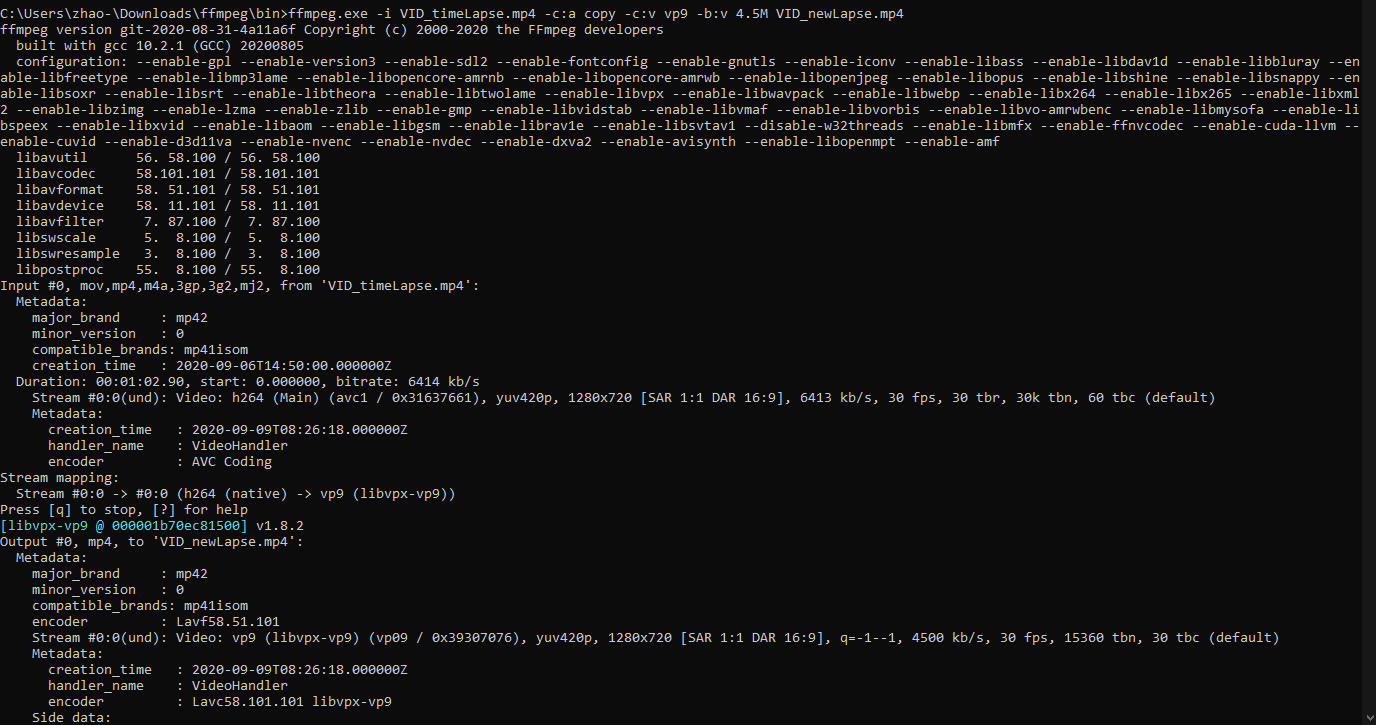 C:\Users\zhao-\Downloads\ffmpeg\bin>ffmpeg.exe -i VID_timeLapse.mp4 -c:a copy -c:v vp9 -b:v 4.5M VID_newLapse.mp4
ffmpeg version git-2020-08-31-4a11a6f Copyright (c) 2000-2020 the FFmpeg developers
  built with gcc 10.2.1 (GCC) 20200805
  configuration: --enable-gpl --enable-version3 --enable-sdl2 --enable-fontconfig --enable-gnutls --enable-iconv --enable-libass --enable-libdav1d --enable-libbluray --en
able-libfreetype --enable-libmp3lame --enable-libopencore-amrnb --enable-libopencore-amrwb --enable-libopenjpeg --enable-libopus --enable-libshine --enable-libsnappy --en
able-libsoxr --enable-libsrt --enable-libtheora --enable-libtwolame --enable-libvpx --enable-libwavpack --enable-libwebp --enable-libx264 --enable-libx265 --enable-libxml
2 --enable-libzimg --enable-lzma --enable-zlib --enable-gmp --enable-libvidstab --enable-libvmaf --enable-libvorbis --enable-libvo-amrwbenc --enable-libmysofa --enable-li
bspeex --enable-libxvid --enable-libaom --enable-libgsm --enable-librav1e --enable-libsvtav1 --disable-w32threads --enable-libmfx --enable-ffnvcodec --enable-cuda-llvm --
enable-cuvid --enable-d3d11va --enable-nvenc --enable-nvdec --enable-dxva2 --enable-avisynth --enable-libopenmpt --enable-amf
  libavutil      56. 58.100 / 56. 58.100
  libavcodec     58.101.101 / 58.101.101
  libavformat    58. 51.101 / 58. 51.101
  libavdevice    58. 11.101 / 58. 11.101
  libavfilter     7. 87.100 /  7. 87.100
  libswscale      5.  8.100 /  5.  8.100
  libswresample   3.  8.100 /  3.  8.100
  libpostproc    55.  8.100 / 55.  8.100
Input #0, mov,mp4,m4a,3gp,3g2,mj2, from 'VID_timeLapse.mp4':
  Metadata:
    major_brand     : mp42
    minor_version   : 0
    compatible_brands: mp41isom
    creation_time   : 2020-09-06T14:50:00.000000Z
  Duration: 00:01:02.90, start: 0.000000, bitrate: 6414 kb/s
    Stream #0:0(und): Video: h264 (Main) (avc1 / 0x31637661), yuv420p, 1280x720 [SAR 1:1 DAR 16:9], 6413 kb/s, 30 fps, 30 tbr, 30k tbn, 60 tbc (default)
    Metadata:
      creation_time   : 2020-09-09T08:26:18.000000Z
      handler_name    : VideoHandler
      encoder         : AVC Coding
Stream mapping:
  Stream #0:0 -> #0:0 (h264 (native) -> vp9 (libvpx-vp9))
Press [q] to stop, [?] for help
[libvpx-vp9 @ 000001b70ec81500] v1.8.2
Output #0, mp4, to 'VID_newLapse.mp4':
  Metadata:
    major_brand     : mp42
    minor_version   : 0
    compatible_brands: mp41isom
    encoder         : Lavf58.51.101
    Stream #0:0(und): Video: vp9 (libvpx-vp9) (vp09 / 0x39307076), yuv420p, 1280x720 [SAR 1:1 DAR 16:9], q=-1--1, 4500 kb/s, 30 fps, 15360 tbn, 30 tbc (default)
    Metadata:
      creation_time   : 2020-09-09T08:26:18.000000Z
      handler_name    : VideoHandler
      encoder         : Lavc58.101.101 libvpx-vp9
    Side data: